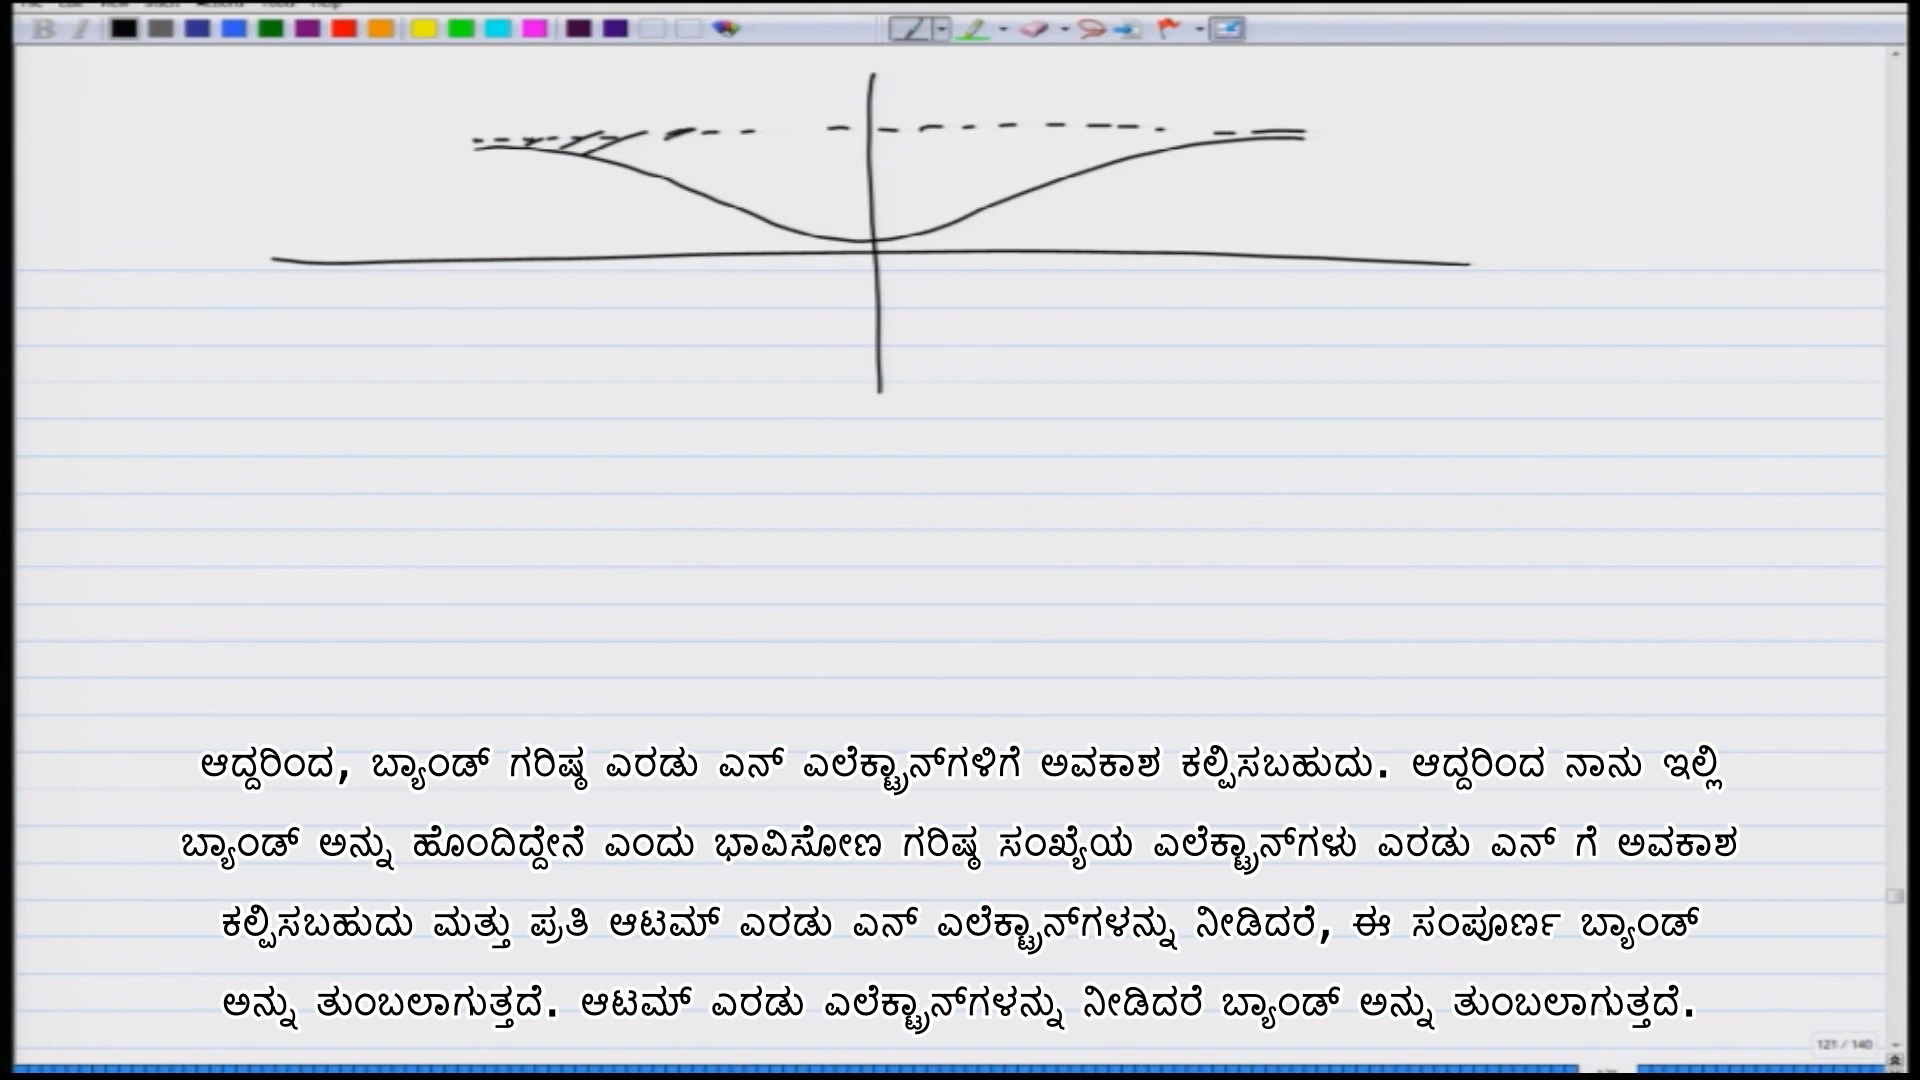 ಆದ್ದರಿಂದ, ಬ್ಯಾಂಡ್ ಗರಿಷ್ಠ ಎರಡು ಎನ್ ಎಲೆಕ್ಟ್ರಾನ್‌ಗಳಿಗೆ ಅವಕಾಶ ಕಲ್ಪಿಸಬಹುದು. ಆದ್ದರಿಂದ ನಾನು ಇಲ್ಲಿ
ಬ್ಯಾಂಡ್ ಅನ್ನು ಹೊಂದಿದ್ದೇನೆ ಎಂದು ಭಾವಿಸೋಣ ಗರಿಷ್ಠ ಸಂಖ್ಯೆಯ ಎಲೆಕ್ಟ್ರಾನ್‌ಗಳು ಎರಡು ಎನ್ ಗೆ ಅವಕಾಶ
ಕಲ್ಪಿಸಬಹುದು ಮತ್ತು ಪ್ರತಿ ಆಟಮ್ ಎರಡು ಎನ್ ಎಲೆಕ್ಟ್ರಾನ್‌ಗಳನ್ನು ನೀಡಿದರೆ, ಈ ಸಂಪೂರ್ಣ ಬ್ಯಾಂಡ್
ಅನ್ನು ತುಂಬಲಾಗುತ್ತದೆ. ಆಟಮ್ ಎರಡು ಎಲೆಕ್ಟ್ರಾನ್‌ಗಳನ್ನು ನೀಡಿದರೆ ಬ್ಯಾಂಡ್ ಅನ್ನು ತುಂಬಲಾಗುತ್ತದೆ.
121 / 140